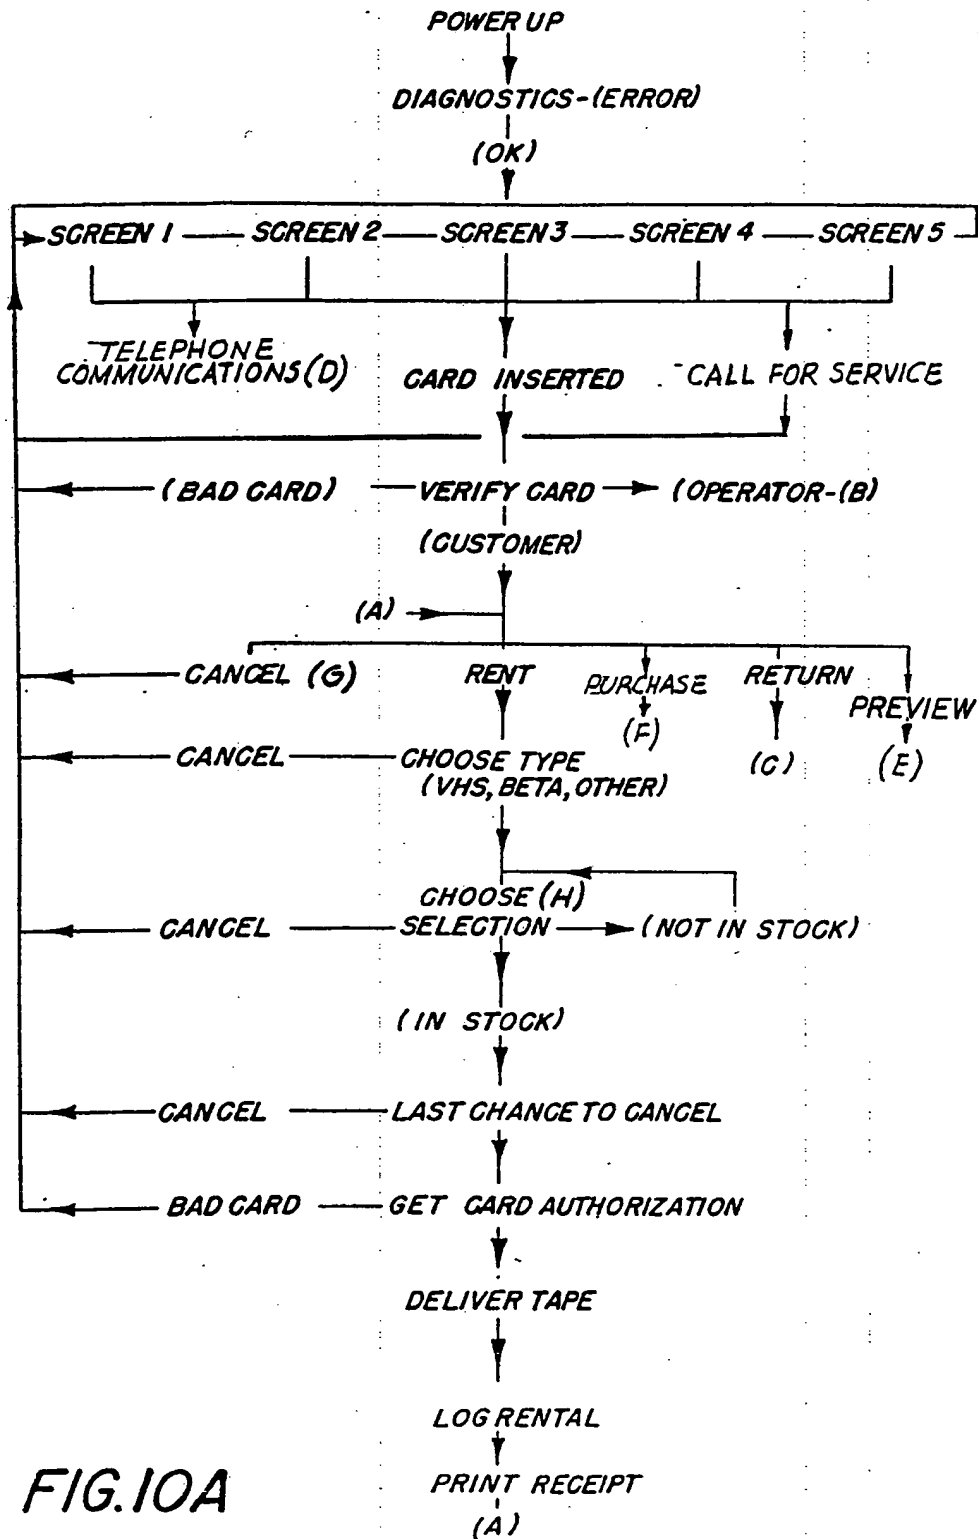 POWER UP
DIAGNOSTICS-(ERROR)
(OK)
SCREEN 1 SCREEN 2 SCREEN 3 SCREEN 4 SCREEN 5
TELEPHONE
COMMUNICATIONS(D)
CARD INSERTED
CALL FOR SERVICE
(BAD CARD) VERIFY CARD (OPERATOR-(B)
(CUSTOMER)
(A)
CANCEL (G) RENT PURCHASE RETURN
PREVIEW
(F) (C) (E)
CANCEL CHOOSE TYPE
(VHS, BETA, OTHER)
CHOOSE (H)
CANCEL SELECTION (NOT IN STOCK)
(IN STOCK)
CANCEL LAST CHANCE TO CANCEL
BAD CARD GET CARD AUTHORIZATION
DELIVER TAPE
LOG RENTAL
PRINT RECEIPT
(A)
FIG.10A